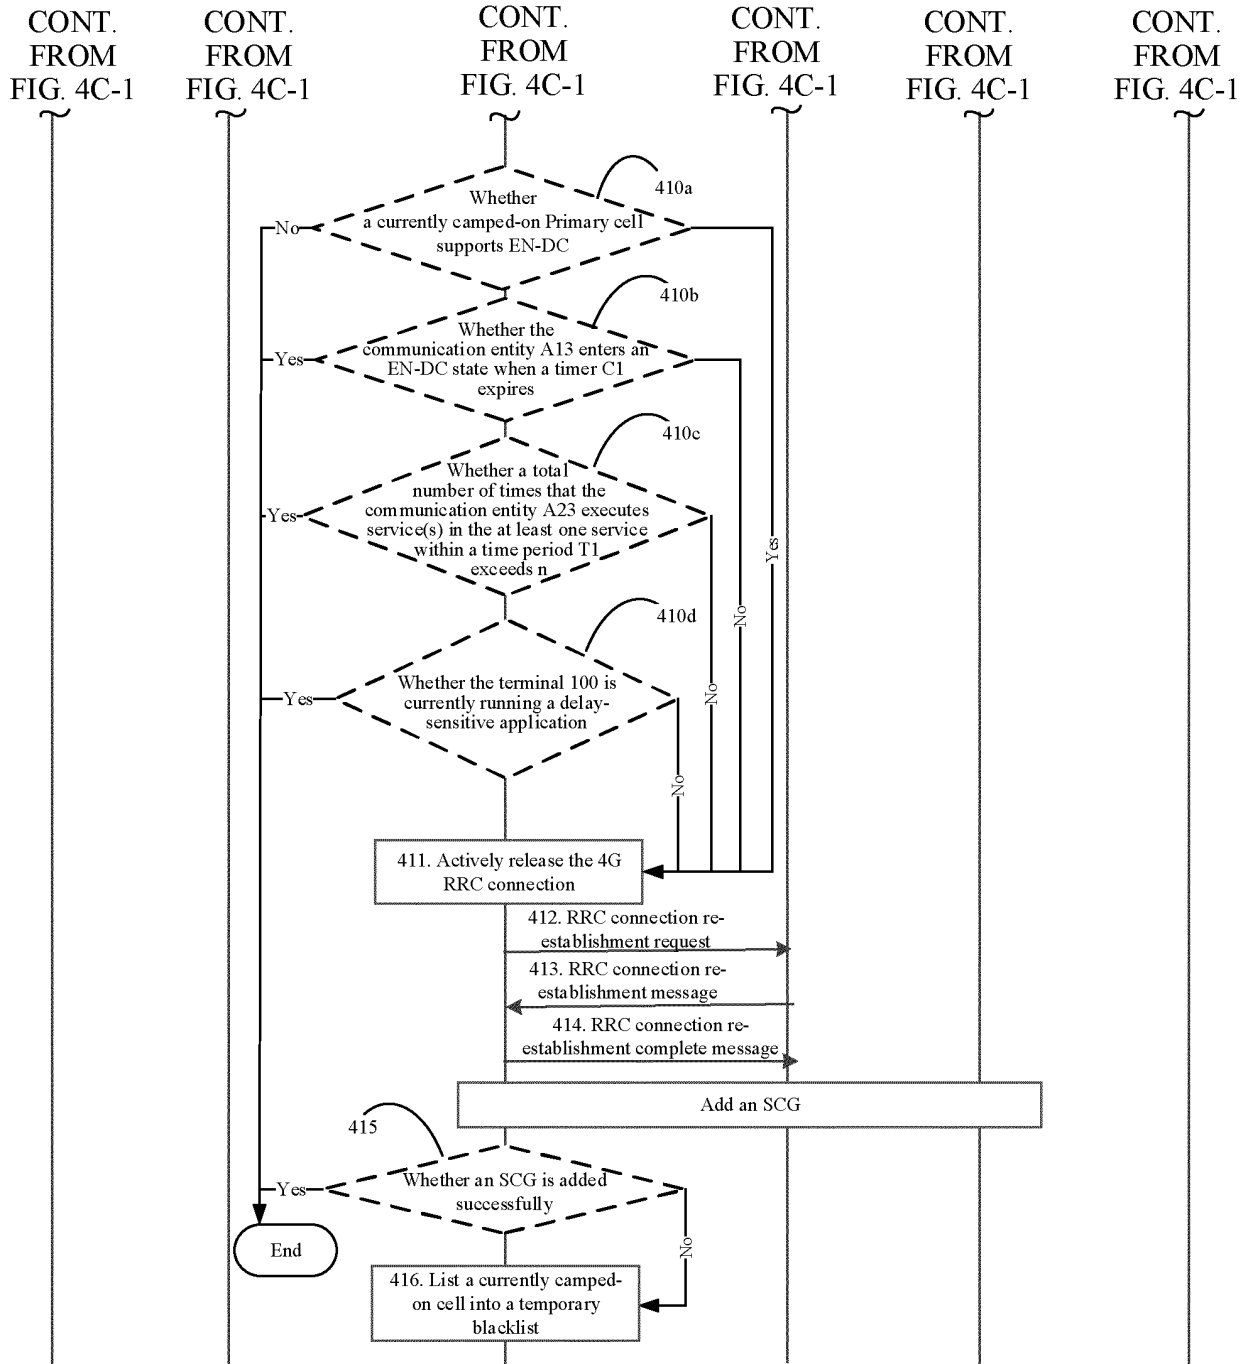 CONT.
FROM
FIG. 4C-1
CONT.
FROM
FIG. 4C-1
CONT.
FROM
FIG. 4C-1
CONT.
FROM
FIG. 4C-1
CONT.
FROM
FIG. 4C-1
CONT.
FROM
FIG. 4C-1
410a
Whether
a currently camped-on Primary cell
supports EN-DC
No
Yes
410b
Whether the
communication entity A13 enters an
EN-DC state when a timer C1
expires
Yes
No
410c
Whether a total
number of times that the
communication entity A23 executes
service(s) in the at least one service
within a time period T1
exceeds n
Yes
No
410d
Whether the terminal 100 is
currently running a delay-
sensitive application
Yes
No
411. Actively release the 4G
RRC connection
412. RRC connection re-
establishment request
413. RRC connection re-
establishment message
414. RRC connection re-
establishment complete message
Add an SCG
415
Whether an SCG is added
successfully
Yes
No
End
416. List a currently camped-
on cell into a temporary
blacklist